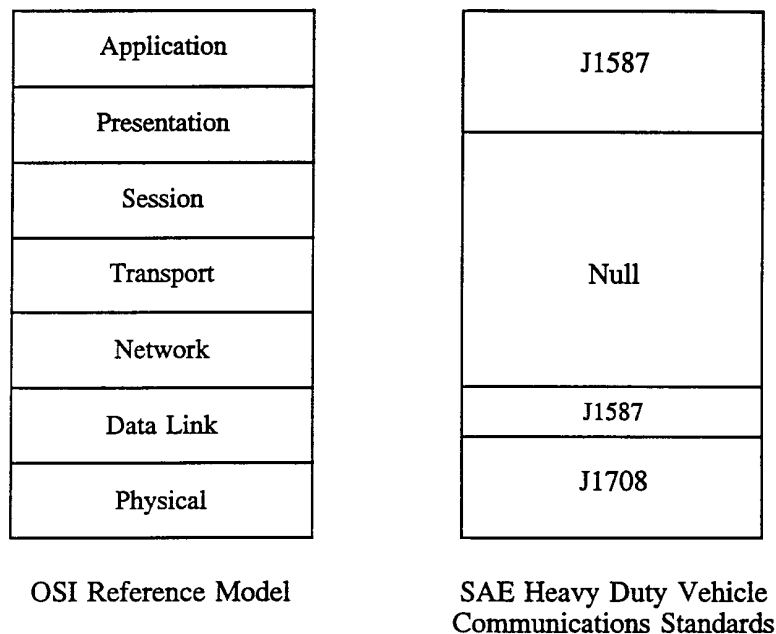 Application
Presentation
Session
Transport
Network
Data Link
Physical
OSI Reference Model
J1587
Null
J1587
J1708
SAE Heavy Duty Vehicle
Communications Standards